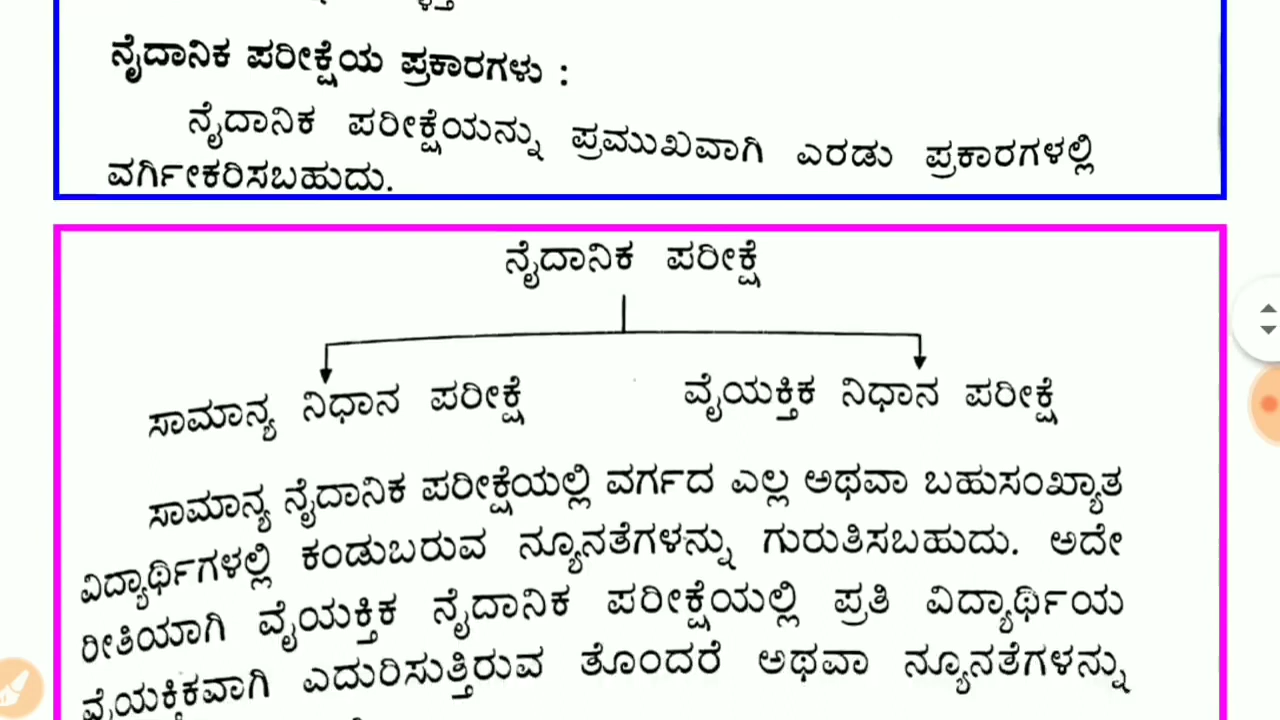 ನೈದಾನಿಕ ಪರೀಕ್ಷೆಯ ಪ್ರಕಾರಗಳು :
ನೈದಾನಿಕ ಪರೀಕ್ಷೆಯನ್ನು ಪ್ರಮುಖವಾಗಿ ಎರಡು ಪ್ರಕಾರಗಳಲ್ಲಿ
ವರ್ಗೀಕರಿಸಬಹುದು.
ನೈದಾನಿಕ ಪರೀಕ್ಷೆ
ಸಾಮಾನ್ಯ ನಿಧಾನ ಪರೀಕ್ಷೆ ವೈಯಕ್ತಿಕ ನಿಧಾನ ಪರೀಕ್ಷೆ
ಸಾಮಾನ್ಯ ನೈದಾನಿಕ ಪರೀಕ್ಷೆಯಲ್ಲಿ ವರ್ಗದ ಎಲ್ಲ ಅಥವಾ ಬಹುಸಂಖ್ಯಾತ
ವಿದ್ಯಾರ್ಥಿಗಳಲ್ಲಿ ಕಂಡುಬರುವ ನ್ಯೂನತೆಗಳನ್ನು ಗುರುತಿಸಬಹುದು. ಅದೇ
ರೀತಿಯಾಗಿ ವೈಯಕ್ತಿಕ ನೈದಾನಿಕ ಪರೀಕ್ಷೆಯಲ್ಲಿ ಪ್ರತಿ ವಿದ್ಯಾರ್ಥಿಯ
ವೈಯಕ್ತಿಕವಾಗಿ ಎದುರಿಸುತ್ತಿರುವ ತೊಂದರೆ ಅಥವಾ ನ್ಯೂನತೆಗಳನ್ನು